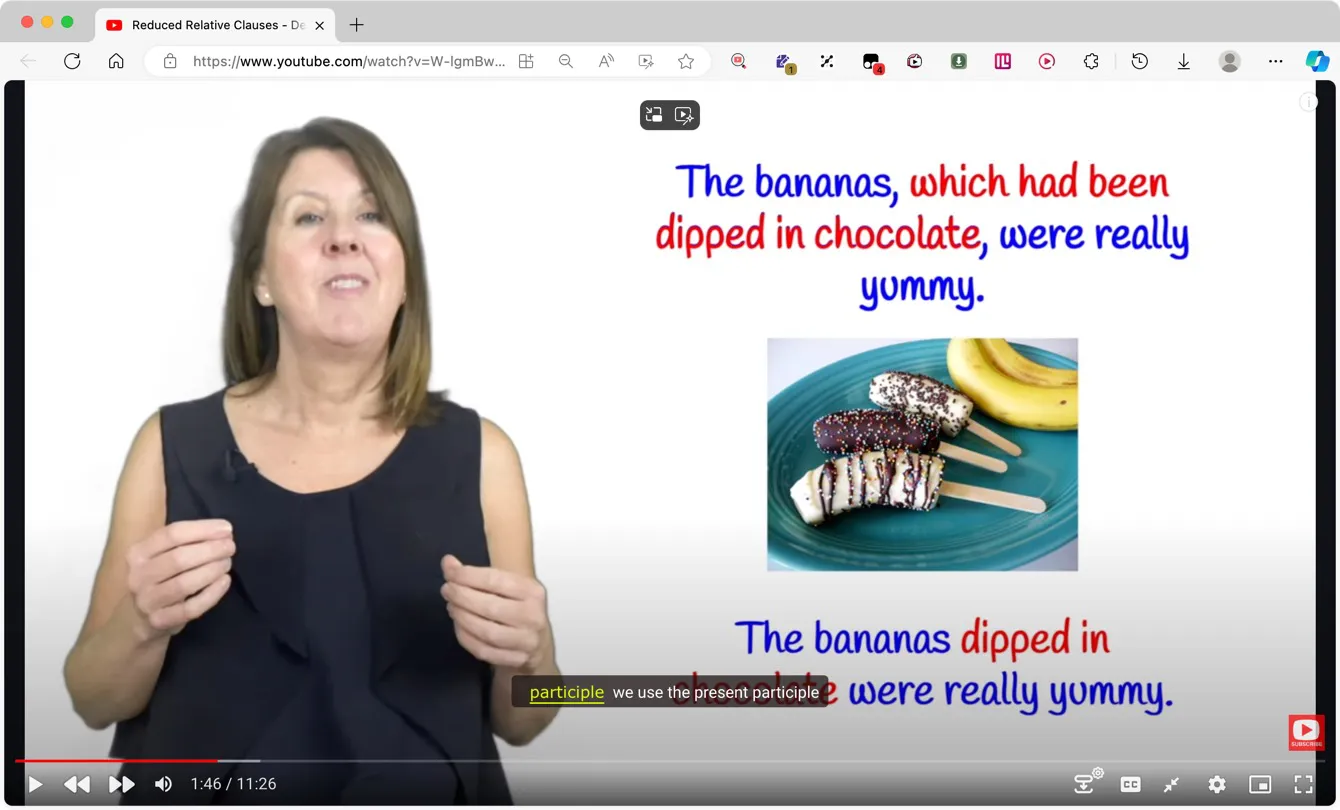 Reduced Relative Clauses - De
https://www.youtube.com/watch?v=W-IgmBw...
1
4
The bananas, which had been
dipped in chocolate, were really
yummy.
The bananas dipped in
chocolate were really yummy.
participle we use the present participle
SUBSCRIBE
1:46 / 11:26
CC